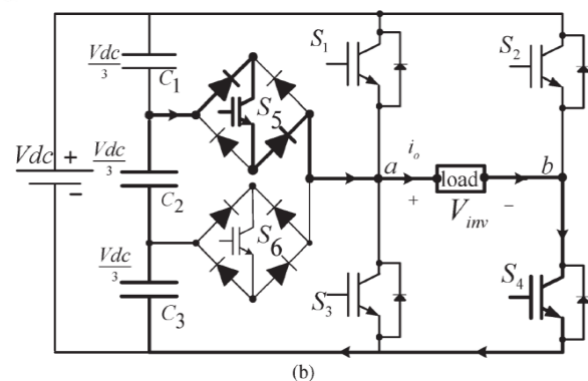 S1
S2
Vdc
3
C1
S5
Vdc
+
-
Vdc
3
C2
io
a
b
load
+
-
Vinv
S6
Vdc
3
C3
S3
S4
(b)